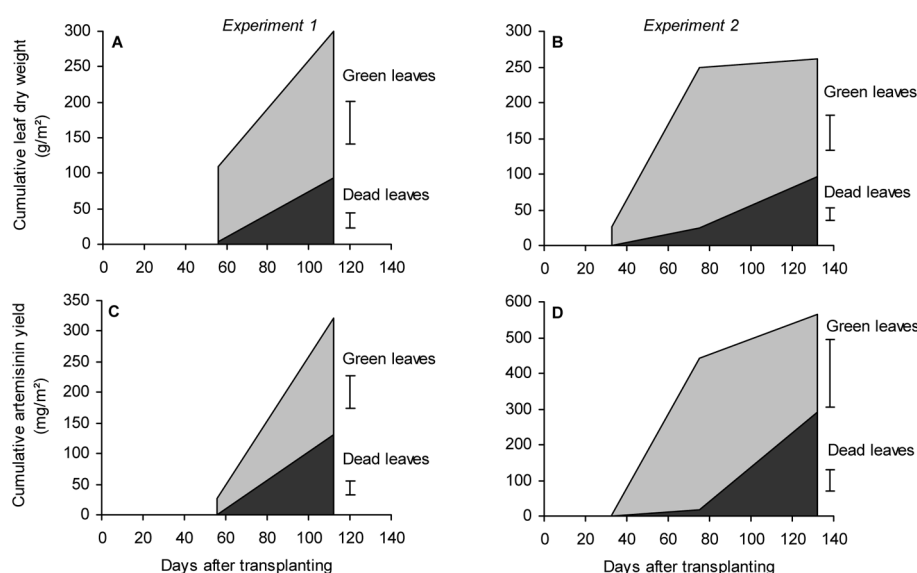 Experiment 1
Experiment 2
A
B
300
250
200
150
100
50
0
Cumulative leaf dry weight
(g/m²)
Green leaves
Dead leaves
0 20 40 60 80 100 120 140
300
250
200
150
100
50
0
Green leaves
Dead leaves
0 20 40 60 80 100 120 140
C
D
350
300
250
200
150
100
50
0
Cumulative artemisinin yield
(mg/m²)
Green leaves
Dead leaves
0 20 40 60 80 100 120 140
Days after transplanting
600
500
400
300
200
100
0
Green leaves
Dead leaves
0 20 40 60 80 100 120 140
Days after transplanting